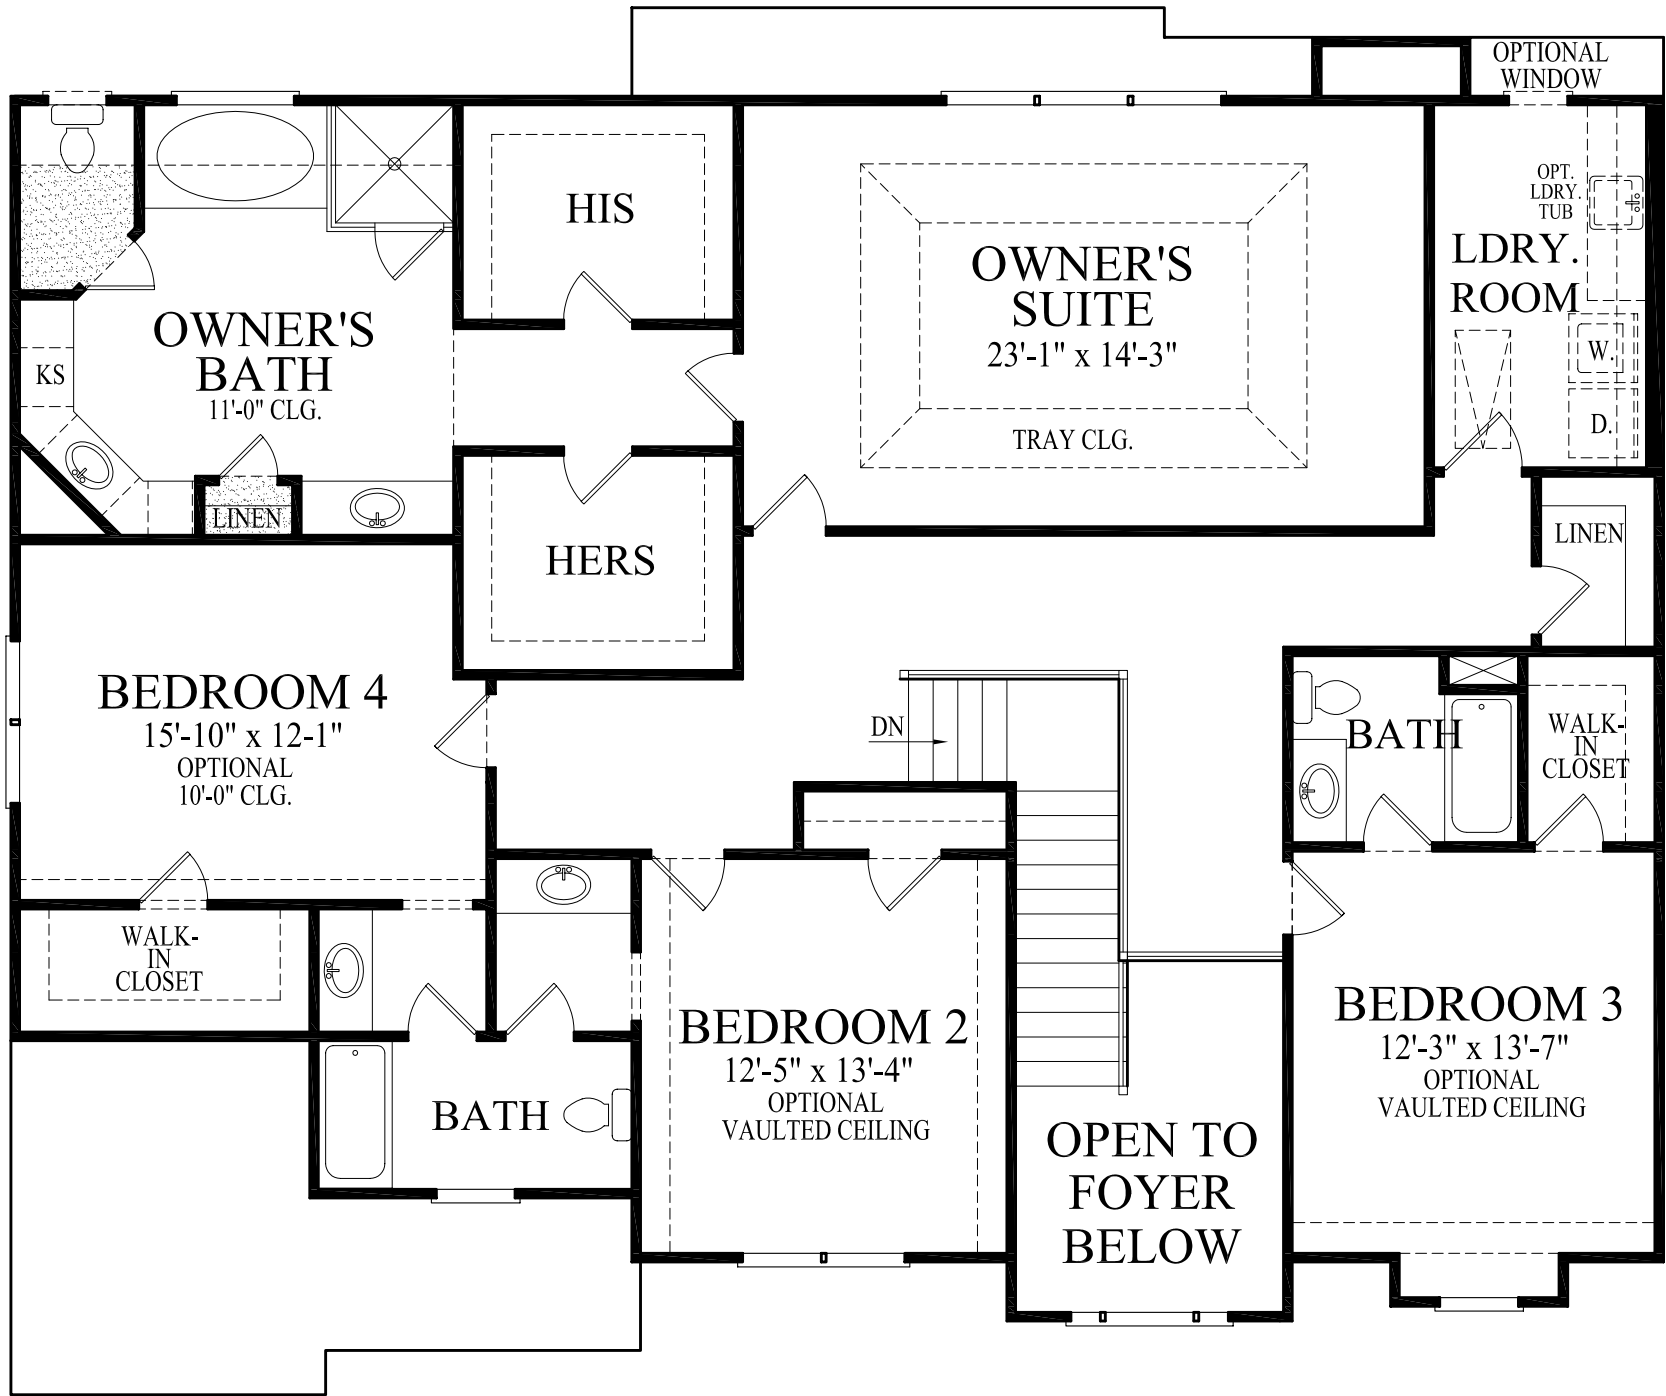 OPTIONAL
WINDOW
HIS
OPT.
LDRY.
TUB
LDRY.
ROOM
OWNER'S
SUITE
23'-1" x 14'-3"
TRAY CLG.
OWNER'S
BATH
11'-0" CLG.
KS
W.
D.
LINEN
LINEN
HERS
BEDROOM 4
15'-10" x 12-1"
OPTIONAL
10'-0" CLG.
DN
BATH
WALK-
IN
CLOSET
WALK-
IN
CLOSET
BEDROOM 2
12'-5" x 13'-4"
OPTIONAL
VAULTED CEILING
BEDROOM 3
12'-3" x 13'-7"
OPTIONAL
VAULTED CEILING
BATH
OPEN TO
FOYER
BELOW